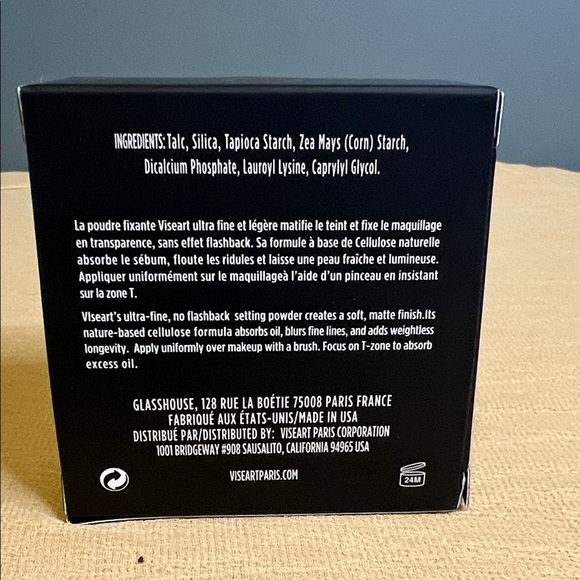 INGREDIENTS: Talc, Silica, Tapioca Starch, Zea Mays (Corn) Starch,
Dicalcium Phosphate, Lauroyl Lysine, Caprylyl Glycol.
La poudre fixante Viseart ultra fine et légère matifie le teint et fixe le maquillage
en transparence, sans effet flashback. Sa formule à base de Cellulose naturelle
absorbe le sébum, floute les ridules et laisse une peau fraîche et lumineuse.
Appliquer uniformément sur le maquillageà l'aide d'un pinceau en insistant
sur la zone T.
VIseart's ultra-fine, no flashback setting powder creates a soft, matte finish.Its
nature-based cellulose formula absorbs oil, blurs fine lines, and adds weightless
longevity. Apply uniformly over makeup with a brush. Focus on T-zone to absorb
excess oil.
GLASSHOUSE, 128 RUE LA BOÉTIE 75008 PARIS FRANCE
FABRIQUÉ AUX ÉTATS-UNIS/MADE IN USA
DISTRIBUÉ PAR/DISTRIBUTED BY: VISEART PARIS CORPORATION
1001 BRIDGEWAY #908 SAUSALITO, CALIFORNIA 94965 USA
VISEARTPARIS.COM
24M